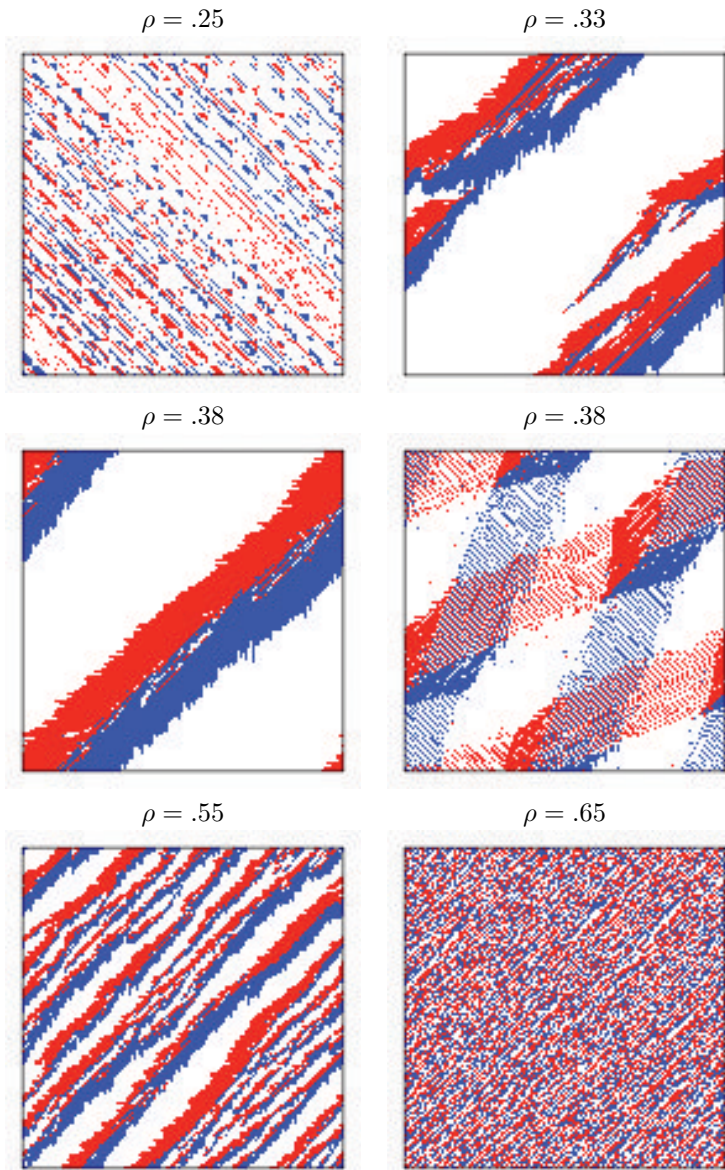 ρ = .25
ρ = .33
ρ = .38
ρ = .38
ρ = .55
ρ = .65